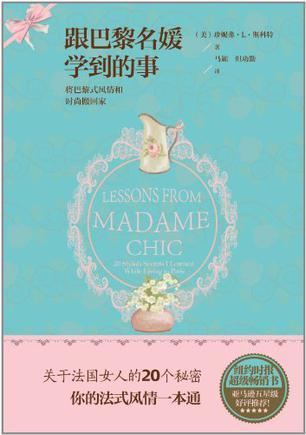 跟巴黎名媛
学到的事
将巴黎式风情和
时尚搬回家
（美）珍妮弗·L·斯科特
著
马新
译
LESSONS FROM
MADAME
CHIC
20 Stylish Secrets I Learned
While Living in Paris
关于法国女人的20个秘密
你的法式风情一本通
纽约时报
超级畅销书
亚马逊五星级
好评推荐！